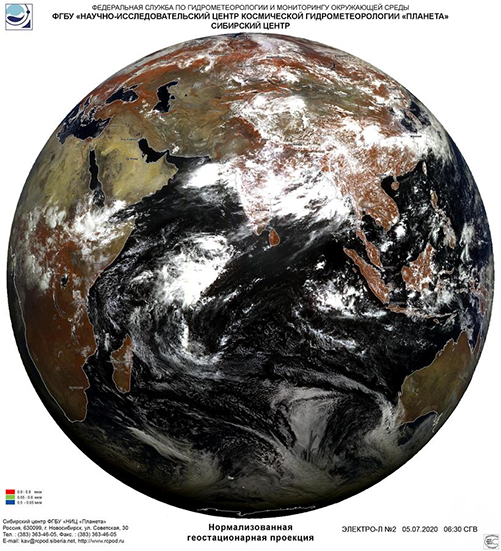 ФЕДЕРАЛЬНАЯ СЛУЖБА ПО ГИДРОМЕТЕОРОЛОГИИ И МОНИТОРИНГУ ОКРУЖАЮЩЕЙ СРЕДЫ
ФГБУ «НАУЧНО-ИССЛЕДОВАТЕЛЬСКИЙ ЦЕНТР КОСМИЧЕСКОЙ ГИДРОМЕТЕОРОЛОГИИ «ПЛАНЕТА»
СИБИРСКИЙ ЦЕНТР
Сибирский центр ФГБУ «НИЦ «Планета»
Россия, 630099, г. Новосибирск, ул. Советская, 30
Тел. : (383) 363-46-05, Факс. : (383) 363-46-05
E-mail: kav@rcpod.siberia.net, http://www.rcpod.ru
Нормализованная
геостационарная проекция
ЭЛЕКТРО-Л №2 05.07.2020 06:30 СГВ